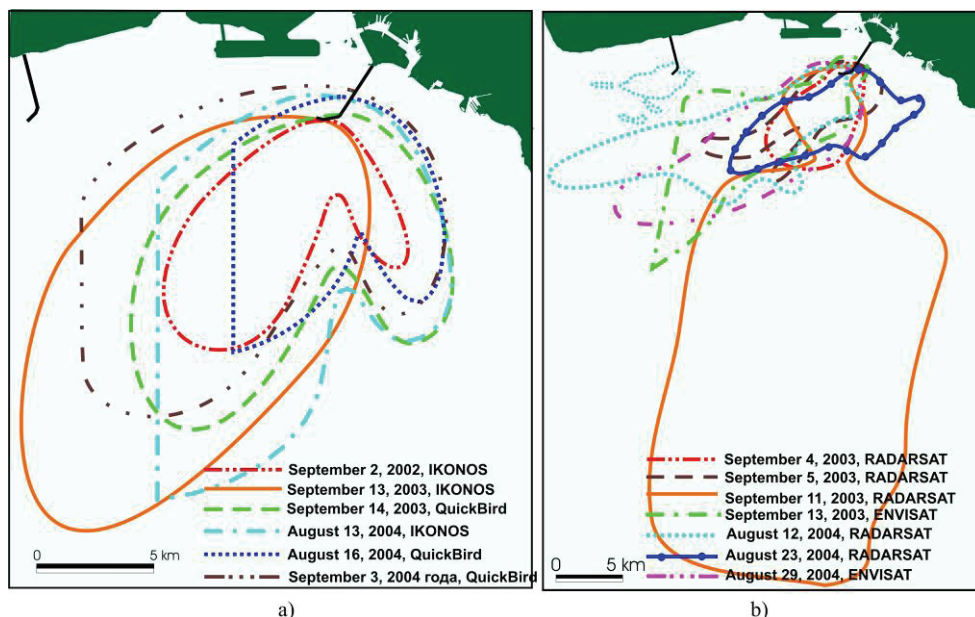 September 2, 2002, IKONOS
September 13, 2003, IKONOS
September 14, 2003, QuickBird
August 13, 2004, IKONOS
August 16, 2004, QuickBird
September 3, 2004 года, QuickBird
0 5 km
a)
September 4, 2003, RADARSAT
September 5, 2003, RADARSAT
September 11, 2003, RADARSAT
September 13, 2003, ENVISAT
August 12, 2004, RADARSAT
August 23, 2004, RADARSAT
August 29, 2004, ENVISAT
0 5 km
b)